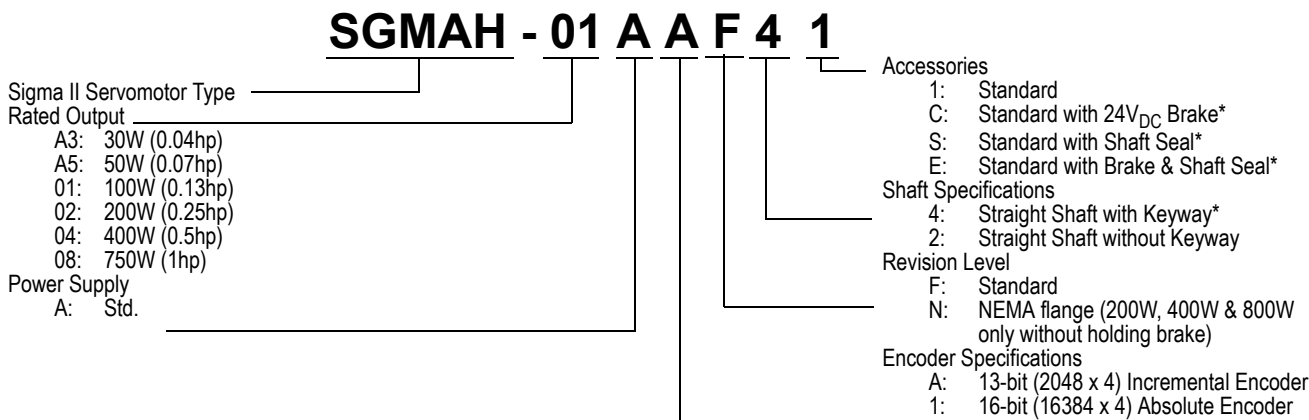 SGMAH - 01 A A F 4 1
Sigma II Servomotor Type
Rated Output
A3: 30W (0.04hp)
A5: 50W (0.07hp)
01: 100W (0.13hp)
02: 200W (0.25hp)
04: 400W (0.5hp)
08: 750W (1hp)
Power Supply
A: Std.
Accessories
1: Standard
C: Standard with 24VDC Brake*
S: Standard with Shaft Seal*
E: Standard with Brake & Shaft Seal*
Shaft Specifications
4: Straight Shaft with Keyway*
2: Straight Shaft without Keyway
Revision Level
F: Standard
N: NEMA flange (200W, 400W & 800W
only without holding brake)
Encoder Specifications
A: 13-bit (2048 x 4) Incremental Encoder
1: 16-bit (16384 x 4) Absolute Encoder